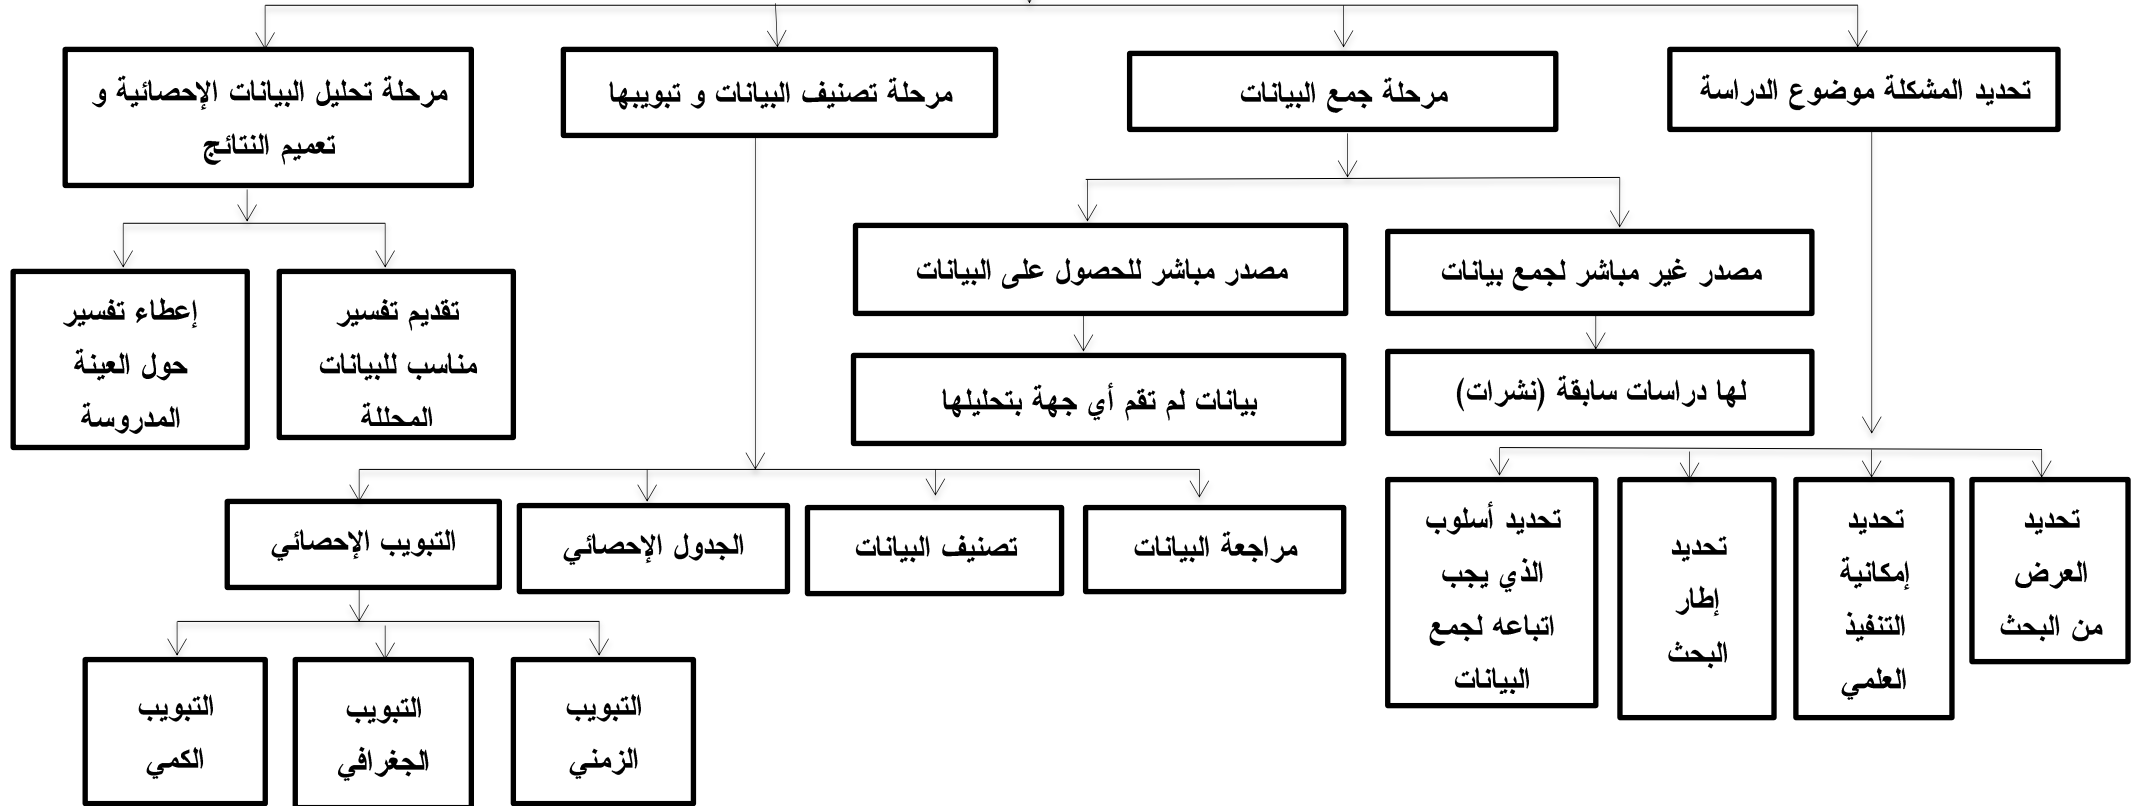 تحديد المشكلة موضوع الدراسة
مرحلة جمع البيانات
مرحلة تصنيف البيانات و تبويبها
مرحلة تحليل البيانات الإحصائية و
تعميم النتائج
مصدر غير مباشر لجمع بيانات
مصدر مباشر للحصول على البيانات
تقديم تفسير
مناسب للبيانات
المحللة
إعطاء تفسير
حول العينة
المدروسة
لها دراسات سابقة (نشرات)
بيانات لم تقم أي جهة بتحليلها
تحديد
العرض
من البحث
تحديد
إمكانية
التنفيذ
العلمي
تحديد
إطار
البحث
تحديد أسلوب
الذي يجب
اتباعه لجمع
البيانات
مراجعة البيانات
تصنيف البيانات
الجدول الإحصائي
التبويب الإحصائي
التبويب
الزمني
التبويب
الجغرافي
التبويب
الكمي